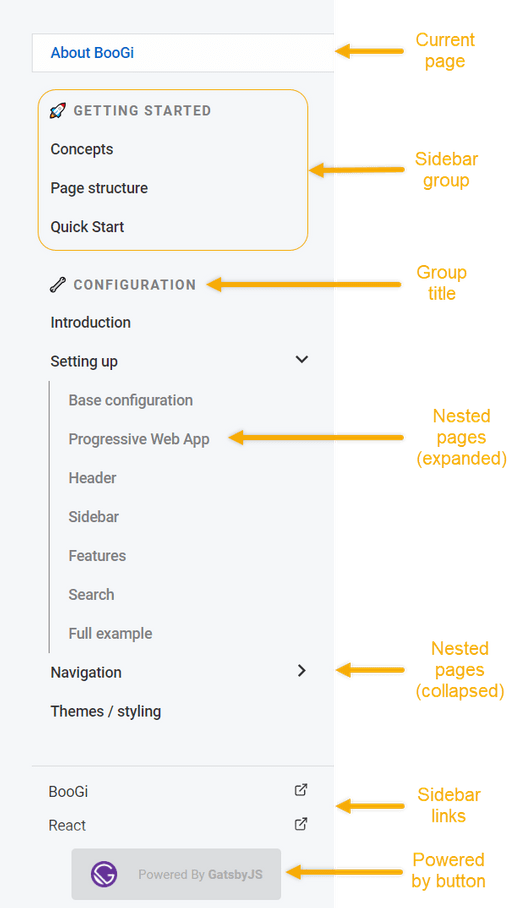 About BooGi
Current
page
GETTING STARTED
Concepts
Page structure
Quick Start
Sidebar
group
CONFIGURATION
Group
title
Introduction
Setting up
Base configuration
Progressive Web App
Header
Sidebar
Features
Search
Full example
Nested
pages
(expanded)
Navigation
Nested
pages
(collapsed)
Themes / styling
BooGi
React
Sidebar
links
Powered By GatsbyJS
Powered
by button